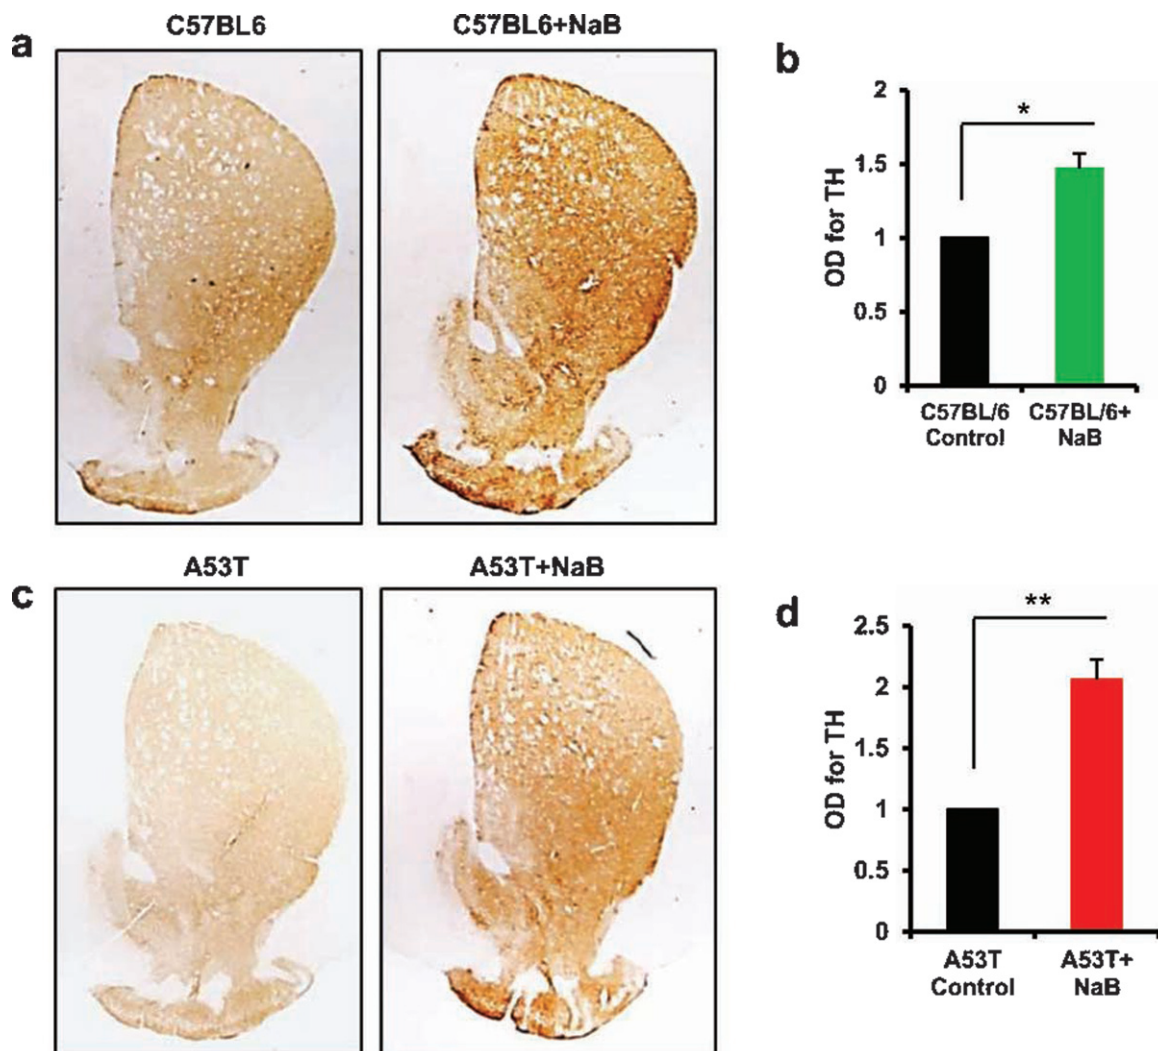 a
C57BL6
C57BL6+NaB
b
2
1.5
1
0.5
0
OD for TH
*
C57BL/6
Control
C57BL/6+
NaB
c
A53T
A53T+NaB
d
2.5
2
1.5
1
0.5
0
OD for TH
**
A53T
Control
A53T+
NaB